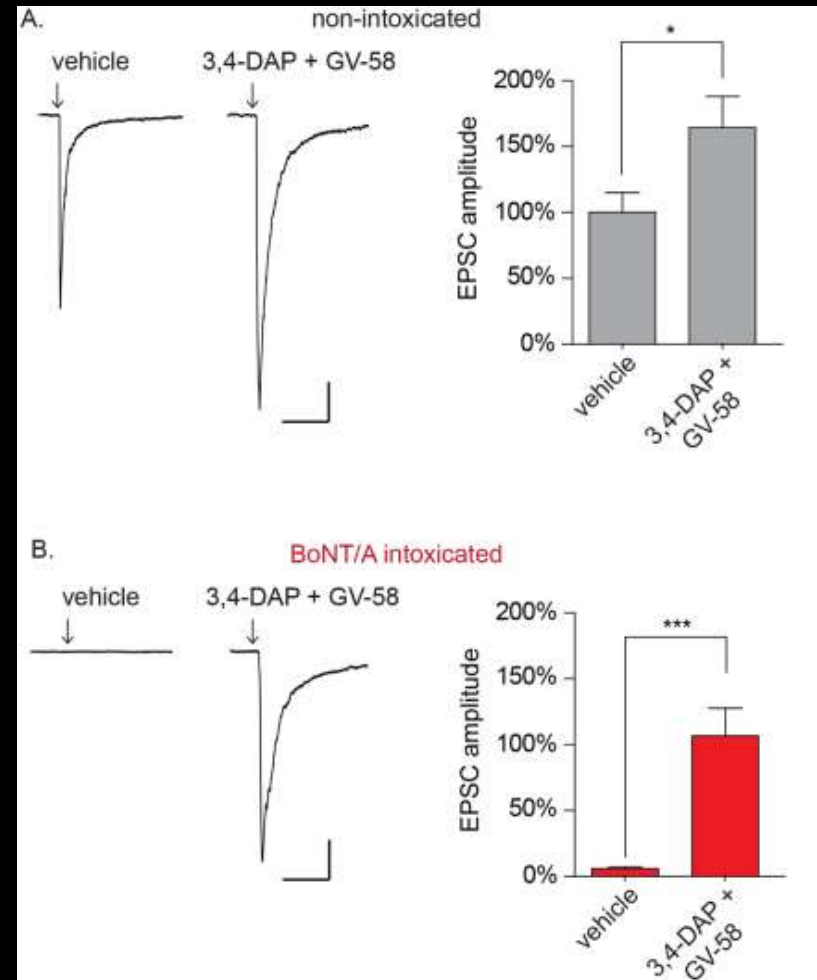 A.
non-intoxicated
vehicle
3,4-DAP + GV-58
*
200%
150%
100%
50%
0%
EPSC amplitude
vehicle
3,4-DAP +
GV-58
B.
BoNT/A intoxicated
vehicle
3,4-DAP + GV-58
***
200%
150%
100%
50%
0%
EPSC amplitude
vehicle
3,4-DAP +
GV-58